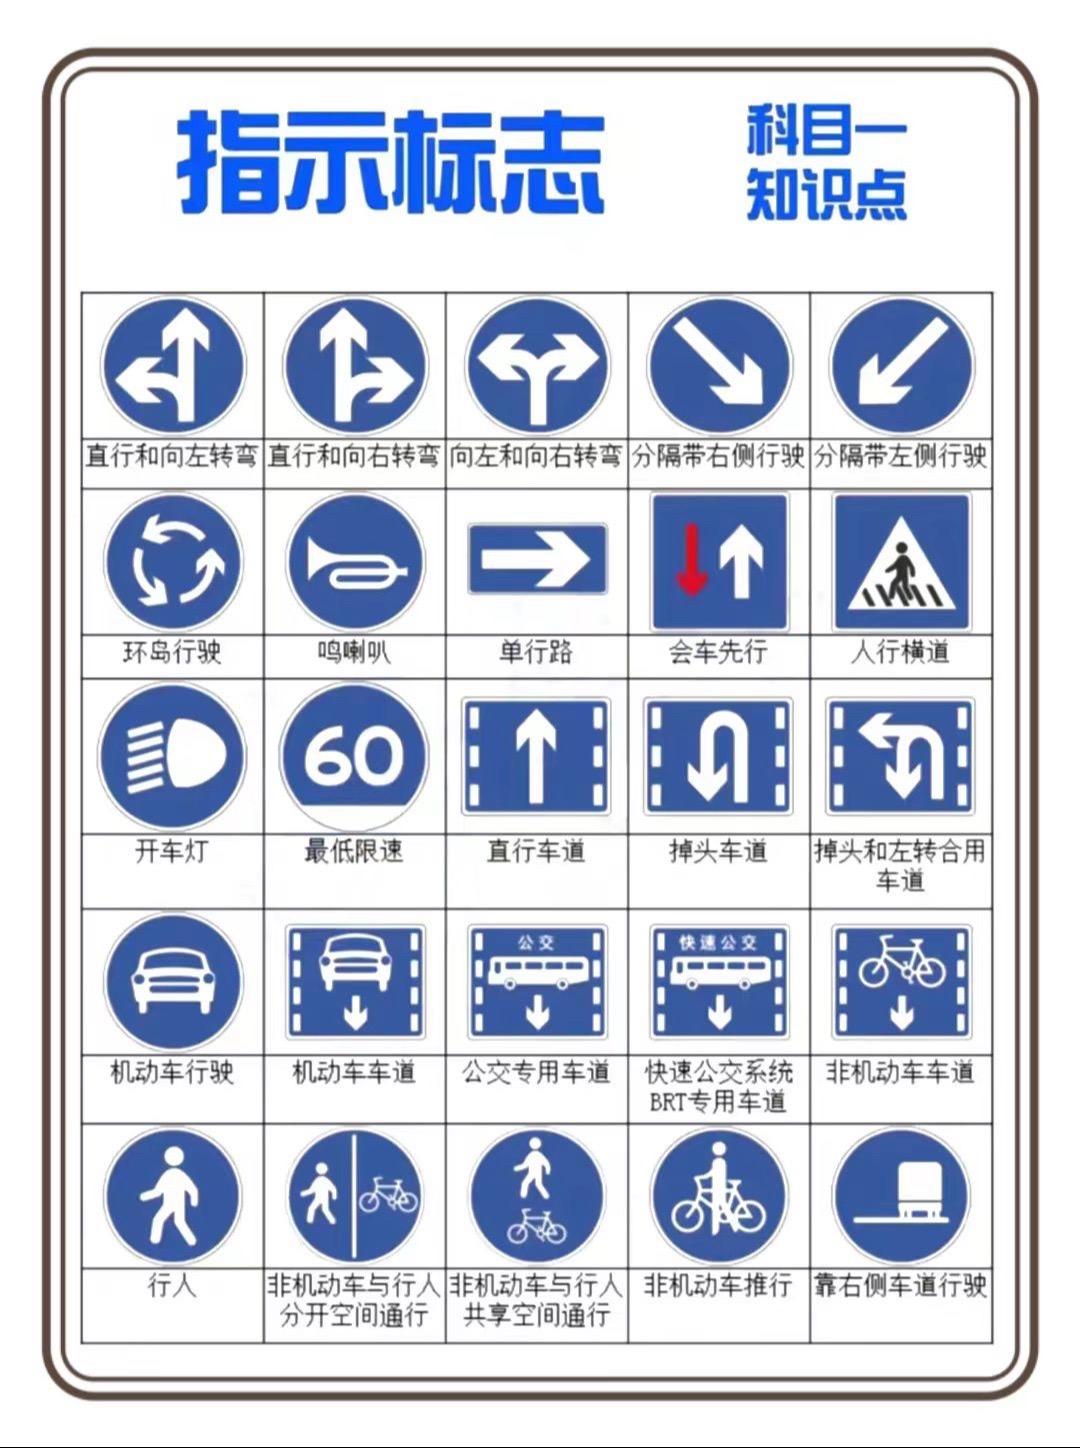 指示标志
科目一
知识点
直行和向左转弯
直行和向右转弯
向左和向右转弯
分隔带右侧行驶
分隔带左侧行驶
环岛行驶
鸣喇叭
单行路
会车先行
人行横道
60
开车灯
最低限速
直行车道
掉头车道
掉头和左转合用
车道
公交
快速公交
机动车行驶
机动车车道
公交专用车道
快速公交系统
BRT专用车道
非机动车车道
行人
非机动车与行人
分开空间通行
非机动车与行人
共享空间通行
非机动车推行
靠右侧车道行驶